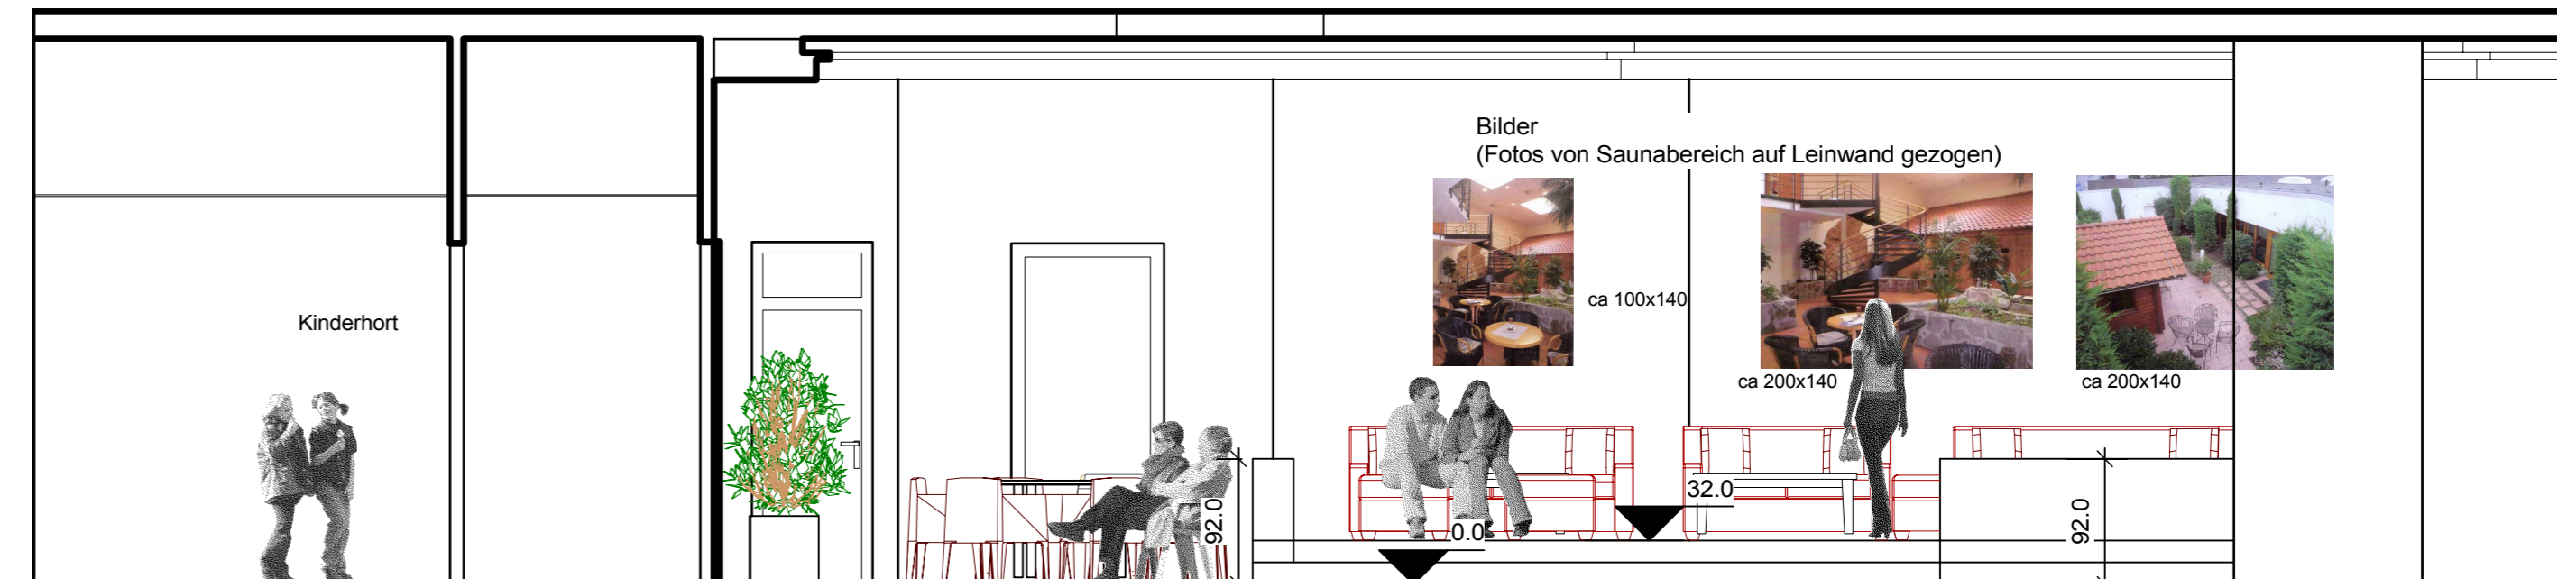 Bilder
(Fotos von Saunabereich auf Leinwand gezogen)
ca 100x140
Kinderhort
ca 200x140
ca 200x140
32.0
92.0
0.0
92.0